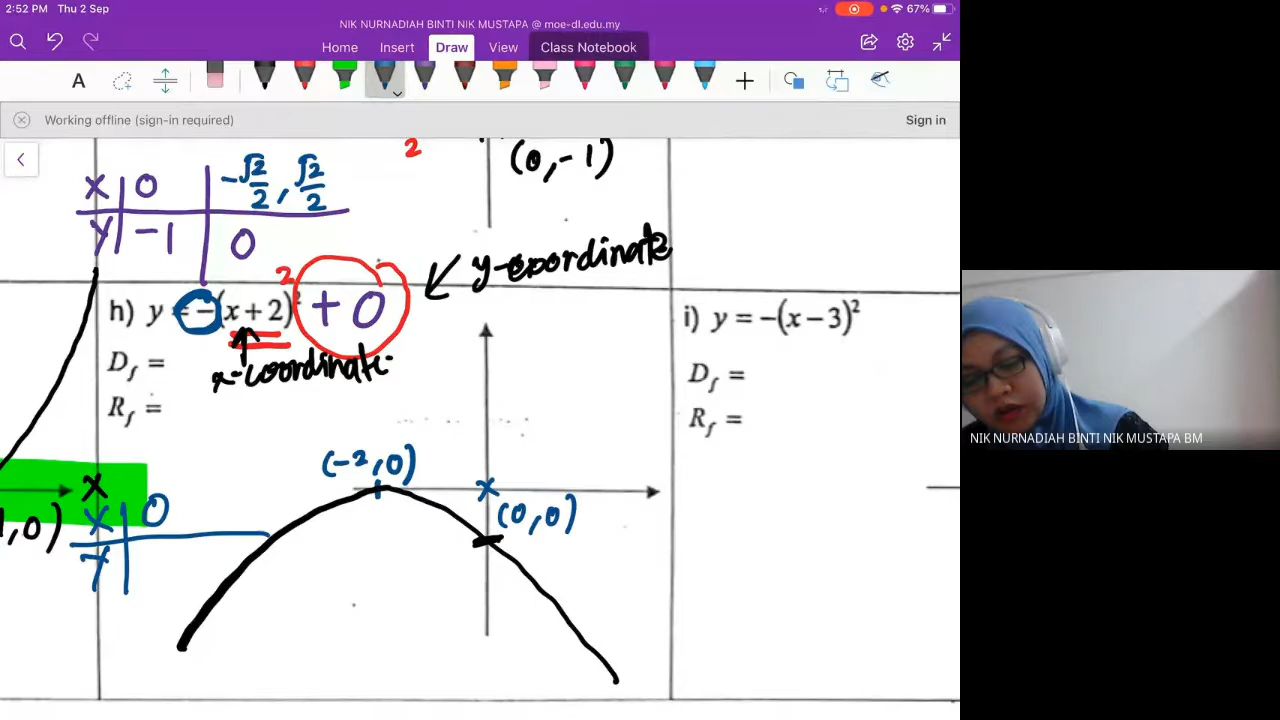 2:52 PM Thu 2 Sep
67%
NIK NURNADIAH BINTI NIK MUSTAPA @ moe-dl.edu.my
Home Insert Draw View Class Notebook
A
Working offline (sign-in required)
Sign in
2
(0,-1)
x 0 -√2/2, √2/2
y -1 0
y-coordinate
2
h) y = -(x + 2)² + 0
x-coordinate
D_f =
R_f =
i) y = -(x - 3)²
D_f =
R_f =
(-2,0)
x
,0)
x 0
y
x
(0,0)
NIK NURNADIAH BINTI NIK MUSTAPA BM